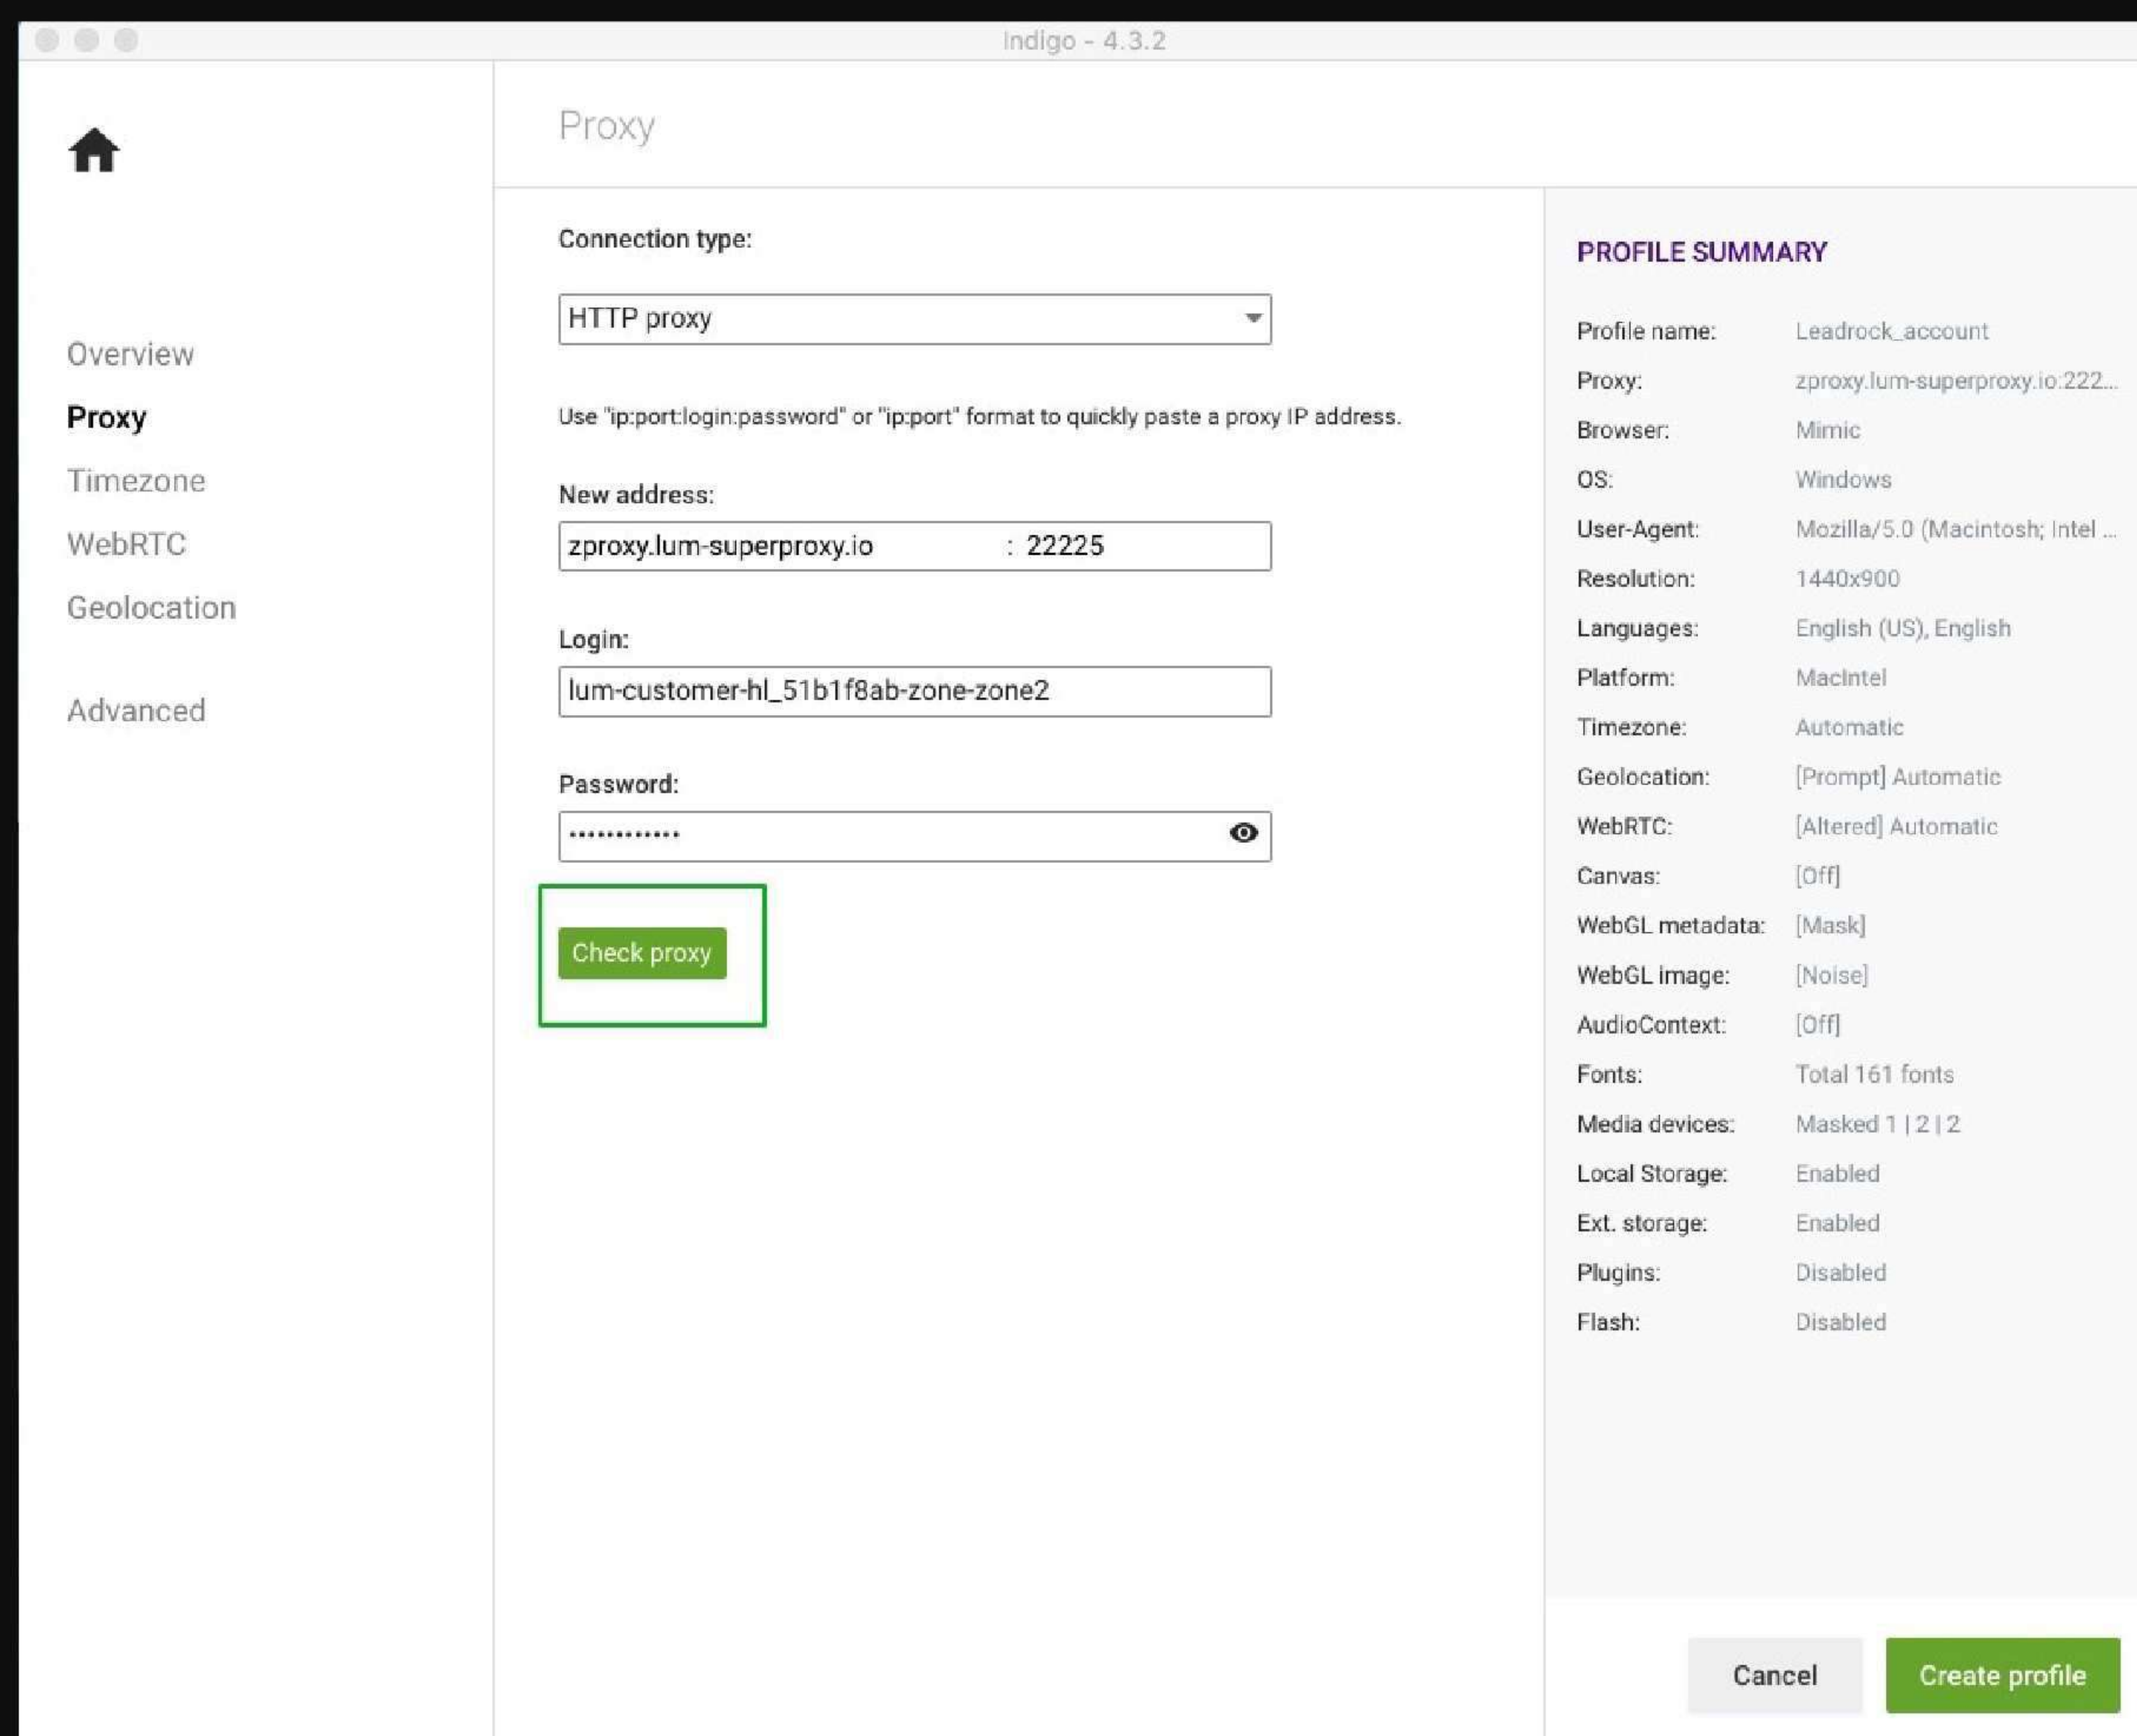 Indigo - 4.3.2
Proxy
Overview
Proxy
Timezone
WebRTC
Geolocation
Advanced
Connection type:
HTTP proxy
Use "ip:port:login:password" or "ip:port" format to quickly paste a proxy IP address.
New address:
zproxy.lum-superproxy.io : 22225
Login:
lum-customer-hl_51b1f8ab-zone-zone2
Password:
••••••••••••
Check proxy
PROFILE SUMMARY
Profile name: Leadrock_account
Proxy: zproxy.lum-superproxy.io:222...
Browser: Mimic
OS: Windows
User-Agent: Mozilla/5.0 (Macintosh; Intel ...
Resolution: 1440x900
Languages: English (US), English
Platform: MacIntel
Timezone: Automatic
Geolocation: [Prompt] Automatic
WebRTC: [Altered] Automatic
Canvas: [Off]
WebGL metadata: [Mask]
WebGL image: [Noise]
AudioContext: [Off]
Fonts: Total 161 fonts
Media devices: Masked 1 | 2 | 2
Local Storage: Enabled
Ext. storage: Enabled
Plugins: Disabled
Flash: Disabled
Cancel
Create profile